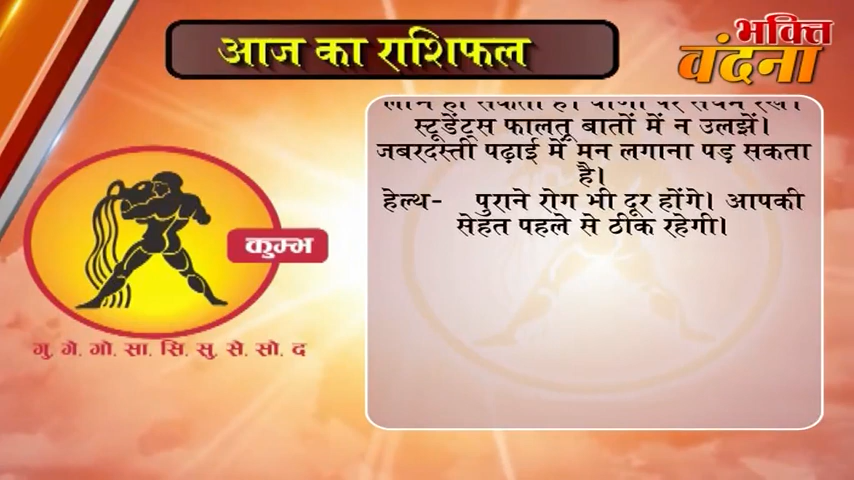 आज का राशिफल
भक्ति
वंदना
स्टूडेंट्स फालतू बातों में न उलझें।
जबरदस्ती पढ़ाई में मन लगाना पड़ सकता
है।
हेल्थ- पुराने रोग भी दूर होंगे। आपकी
सेहत पहले से ठीक रहेगी।
कुम्भ
गु. गे. गो. सा. सि. सु. से. सो. द